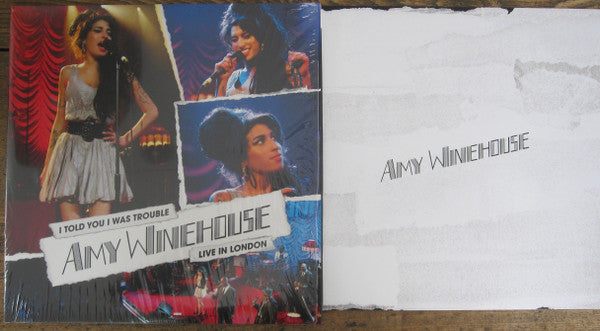 I TOLD YOU I WAS TROUBLE
AMY WINEHOUSE
LIVE IN LONDON
AMY WINEHOUSE